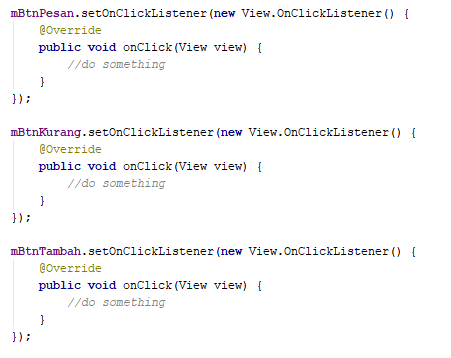 mBtnPesan.setOnClickListener(new View.OnClickListener() {
    @Override
    public void onClick(View view) {
        //do something
    }
});

mBtnKurang.setOnClickListener(new View.OnClickListener() {
    @Override
    public void onClick(View view) {
        //do something
    }
});

mBtnTambah.setOnClickListener(new View.OnClickListener() {
    @Override
    public void onClick(View view) {
        //do something
    }
});